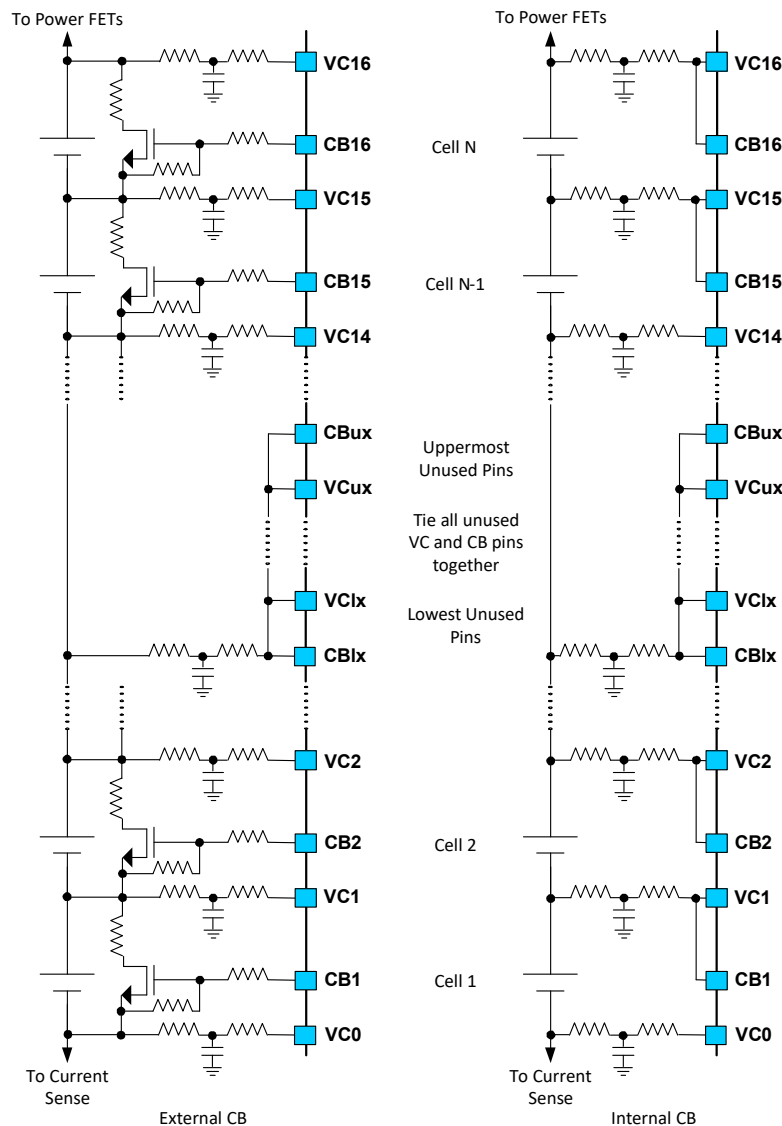 To Power FETs
VC16
CB16
VC15
CB15
VC14
CBux
VCux
VClx
CBlx
VC2
CB2
VC1
CB1
VC0
To Current
Sense
External CB
Cell N
Cell N-1
Uppermost
Unused Pins
Tie all unused
VC and CB pins
together
Lowest Unused
Pins
Cell 2
Cell 1
To Power FETs
VC16
CB16
VC15
CB15
VC14
CBux
VCux
VClx
CBlx
VC2
CB2
VC1
CB1
VC0
To Current
Sense
Internal CB